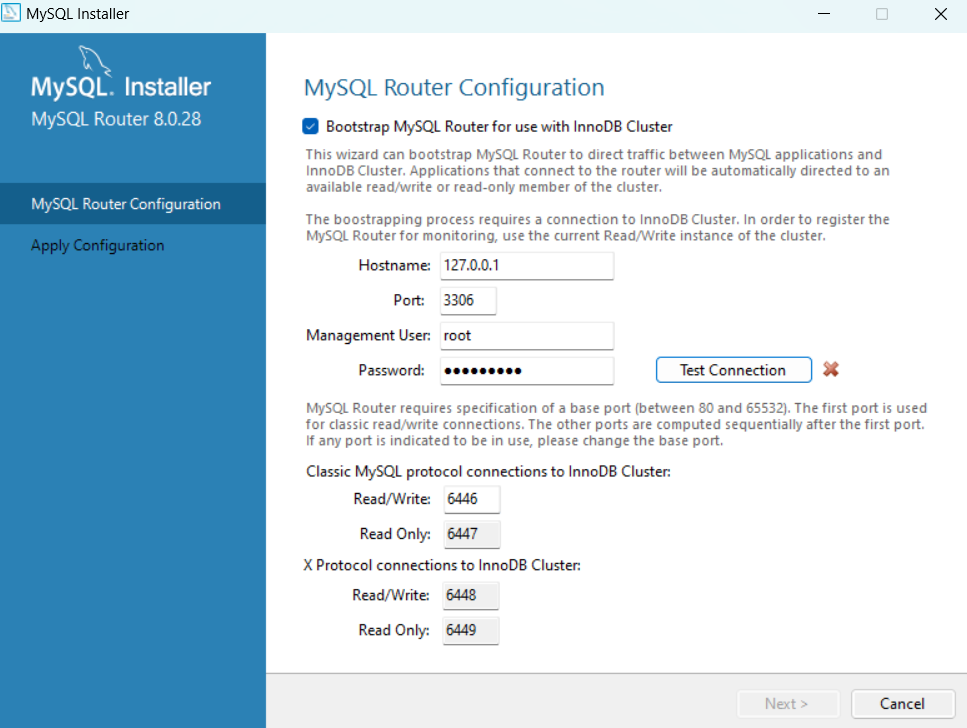 MySQL Installer
MySQL. Installer
MySQL Router 8.0.28
MySQL Router Configuration
Apply Configuration
MySQL Router Configuration
Bootstrap MySQL Router for use with InnoDB Cluster
This wizard can bootstrap MySQL Router to direct traffic between MySQL applications and
InnoDB Cluster. Applications that connect to the router will be automatically directed to an
available read/write or read-only member of the cluster.
The boostrapping process requires a connection to InnoDB Cluster. In order to register the
MySQL Router for monitoring, use the current Read/Write instance of the cluster.
Hostname: 127.0.0.1
Port: 3306
Management User: root
Password: •••••••••
Test Connection
MySQL Router requires specification of a base port (between 80 and 65532). The first port is used
for classic read/write connections. The other ports are computed sequentially after the first port.
If any port is indicated to be in use, please change the base port.
Classic MySQL protocol connections to InnoDB Cluster:
Read/Write: 6446
Read Only: 6447
X Protocol connections to InnoDB Cluster:
Read/Write: 6448
Read Only: 6449
Next >
Cancel